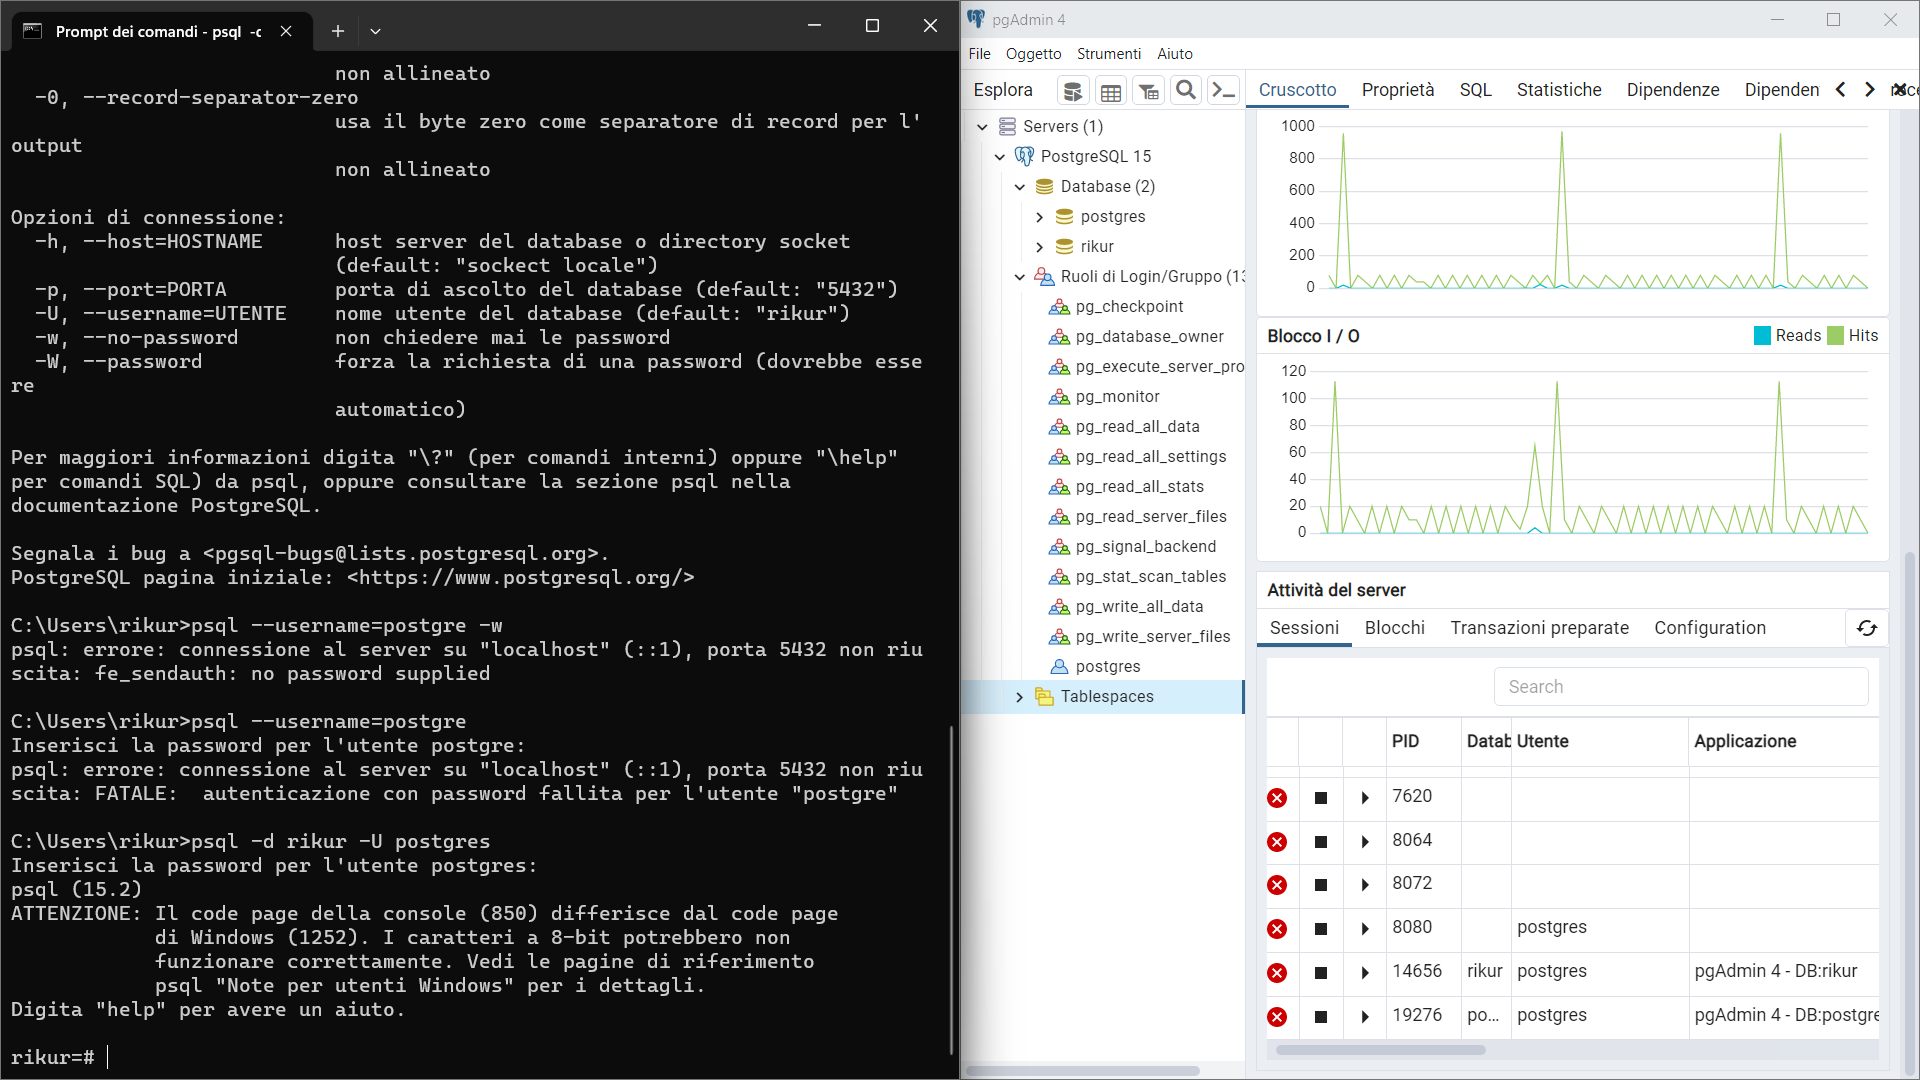 Prompt dei comandi - psql -c
non allineato
-0, --record-separator-zero
usa il byte zero come separatore di record per l'
output
non allineato
Opzioni di connessione:
-h, --host=HOSTNAME host server del database o directory socket
(default: "sockect locale")
-p, --port=PORTA porta di ascolto del database (default: "5432")
-U, --username=UTENTE nome utente del database (default: "rikur")
-w, --no-password non chiedere mai le password
-W, --password forza la richiesta di una password (dovrebbe esse
re
automatico)
Per maggiori informazioni digita "\?" (per comandi interni) oppure "\help"
per comandi SQL) da psql, oppure consultare la sezione psql nella
documentazione PostgreSQL.
Segnala i bug a <pgsql-bugs@lists.postgresql.org>.
PostgreSQL pagina iniziale: <https://www.postgresql.org/>
C:\Users\rikur>psql --username=postgre -w
psql: errore: connessione al server su "localhost" (::1), porta 5432 non riu
scita: fe_sendauth: no password supplied
C:\Users\rikur>psql --username=postgre
Inserisci la password per l'utente postgre:
psql: errore: connessione al server su "localhost" (::1), porta 5432 non riu
scita: FATALE:  autenticazione con password fallita per l'utente "postgre"
C:\Users\rikur>psql -d rikur -U postgres
Inserisci la password per l'utente postgres:
psql (15.2)
ATTENZIONE: Il code page della console (850) differisce dal code page
di Windows (1252). I caratteri a 8-bit potrebbero non
funzionare correttamente. Vedi le pagine di riferimento
psql "Note per utenti Windows" per i dettagli.
Digita "help" per avere un aiuto.
rikur=#
pgAdmin 4
File Oggetto Strumenti Aiuto
Esplora
Servers (1)
PostgreSQL 15
Database (2)
postgres
rikur
Ruoli di Login/Gruppo (13
pg_checkpoint
pg_database_owner
pg_execute_server_pro
pg_monitor
pg_read_all_data
pg_read_all_settings
pg_read_all_stats
pg_read_server_files
pg_signal_backend
pg_stat_scan_tables
pg_write_all_data
pg_write_server_files
postgres
Tablespaces
Cruscotto Proprietà SQL Statistiche Dipendenze Dipenden
1000
800
600
400
200
0
Blocco I / O Reads Hits
120
100
80
60
40
20
0
Attività del server
Sessioni Blocchi Transazioni preparate Configuration
Search
PID Datab Utente Applicazione
7620
8064
8072
8080 postgres
14656 rikur postgres pgAdmin 4 - DB:rikur
19276 po... postgres pgAdmin 4 - DB:postgre